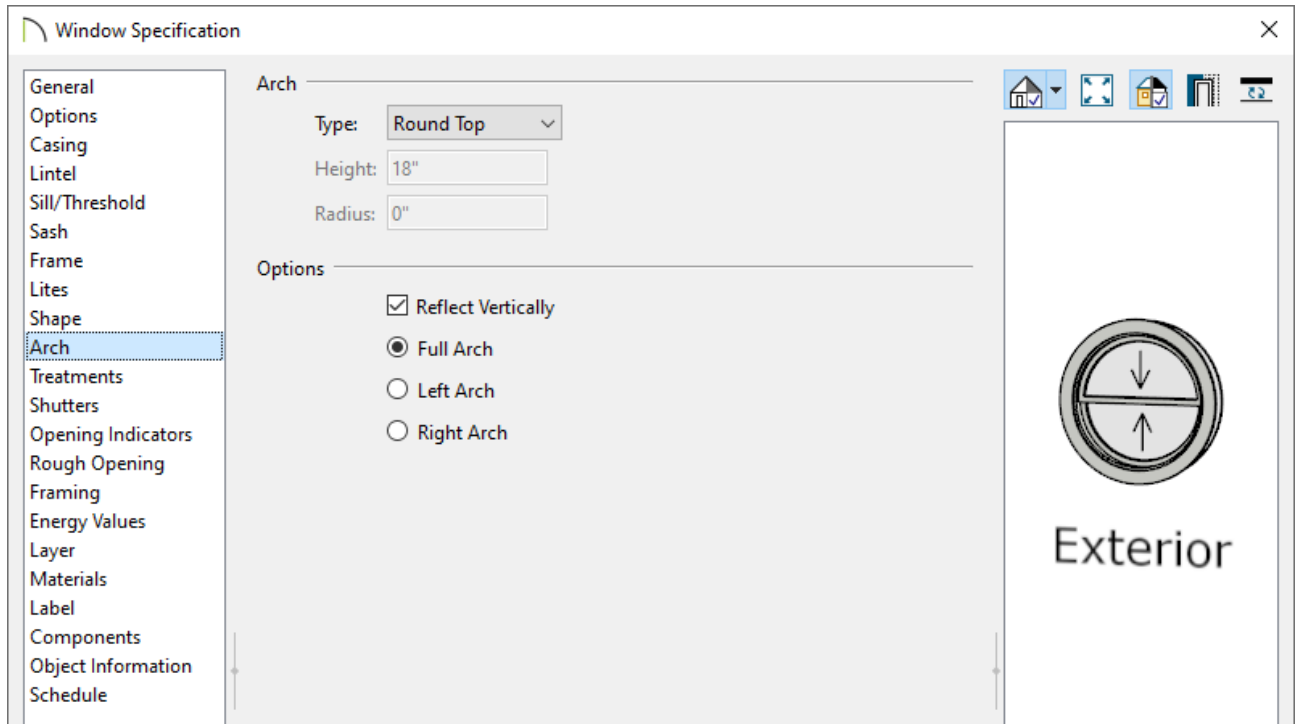 Window Specification
General
Options
Casing
Lintel
Sill/Threshold
Sash
Frame
Lites
Shape
Arch
Treatments
Shutters
Opening Indicators
Rough Opening
Framing
Energy Values
Layer
Materials
Label
Components
Object Information
Schedule
Arch
Type: Round Top
Height: 18"
Radius: 0"
Options
Reflect Vertically
Full Arch
Left Arch
Right Arch
Exterior